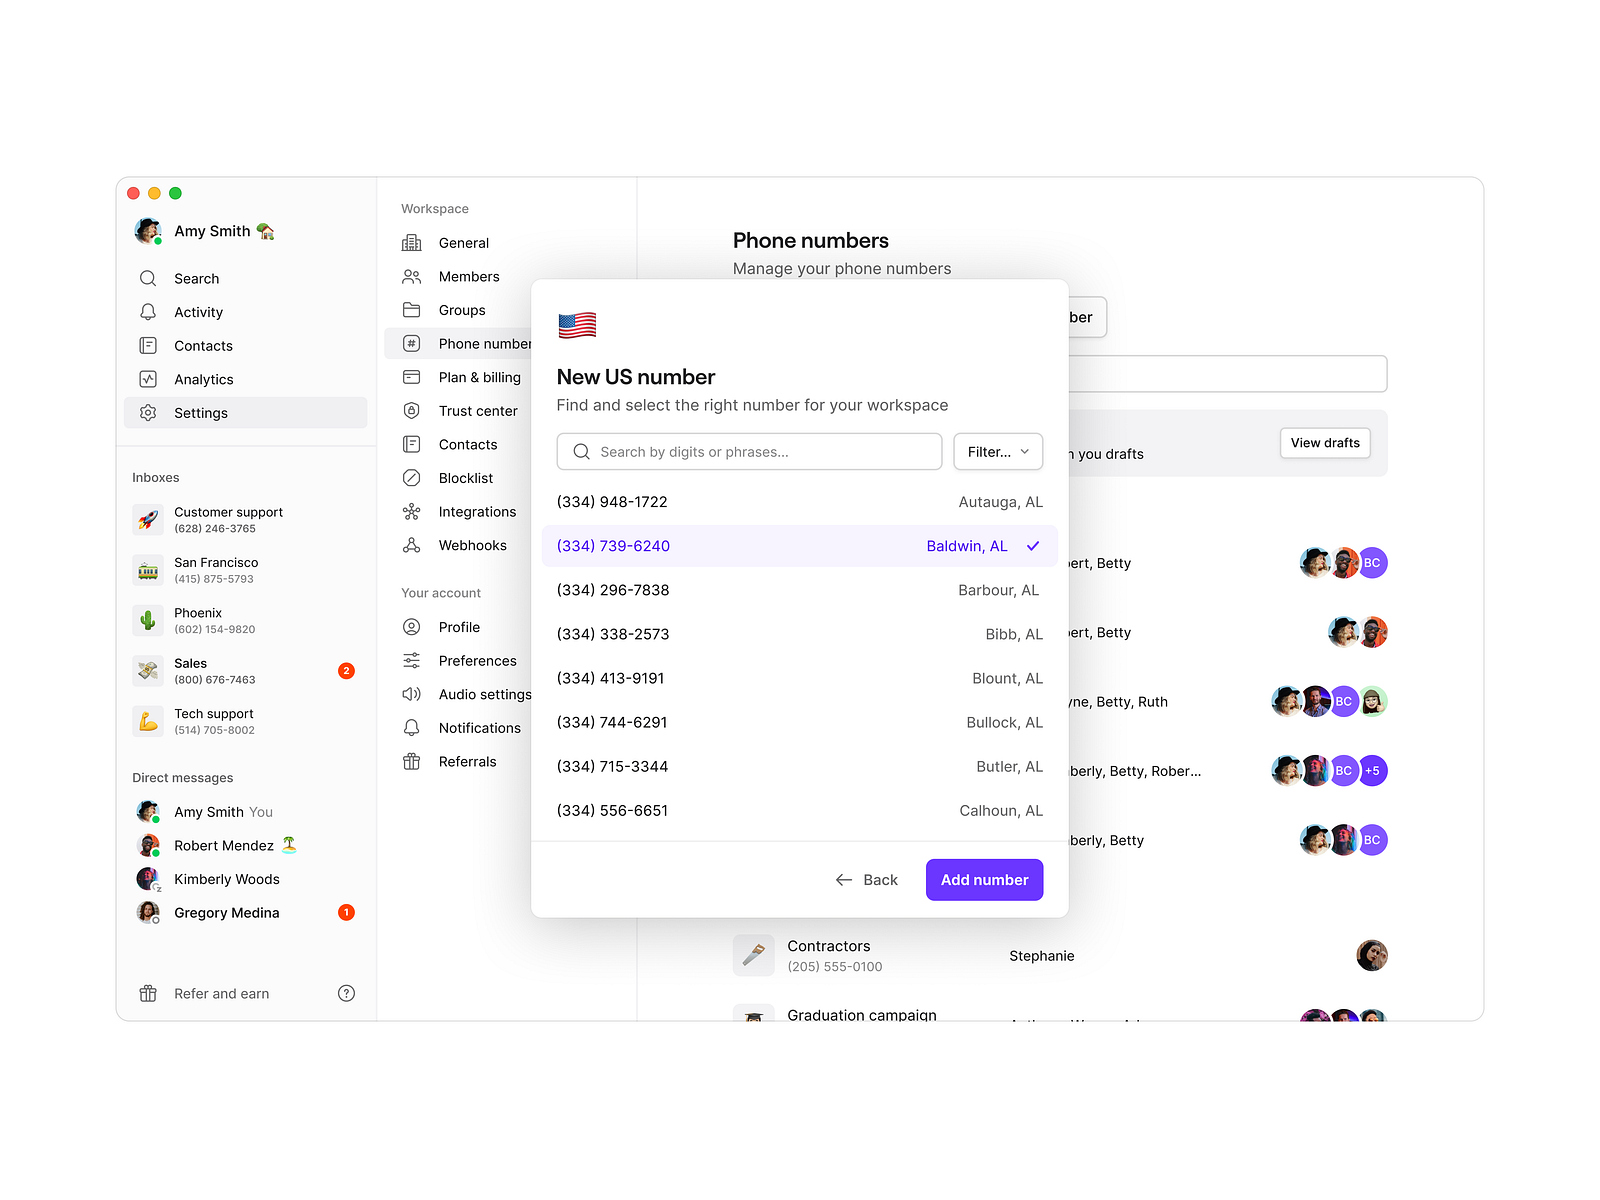 Amy Smith
Search
Activity
Contacts
Analytics
Settings
Inboxes
Customer support
(628) 246-3765
San Francisco
(415) 875-5793
Phoenix
(602) 154-9820
Sales
(800) 676-7463
2
Tech support
(514) 705-8002
Direct messages
Amy Smith You
Robert Mendez
Kimberly Woods
Gregory Medina
1
Refer and earn
?
Workspace
General
Members
Groups
# Phone number
Plan & billing
Trust center
Contacts
Blocklist
Integrations
Webhooks
Your account
Profile
Preferences
Audio settings
Notifications
Referrals
Phone numbers
Manage your phone numbers
ber
you drafts
View drafts
New US number
Find and select the right number for your workspace
Search by digits or phrases...
Filter...
(334) 948-1722 Autauga, AL
(334) 739-6240 Baldwin, AL
(334) 296-7838 Barbour, AL
(334) 338-2573 Bibb, AL
(334) 413-9191 Blount, AL
(334) 744-6291 Bullock, AL
(334) 715-3344 Butler, AL
(334) 556-6651 Calhoun, AL
Back
Add number
ert, Betty
BC
ert, Betty
yne, Betty, Ruth
BC
berly, Betty, Rober...
BC +5
berly, Betty
BC
Contractors
(205) 555-0100
Stephanie
Graduation campaign